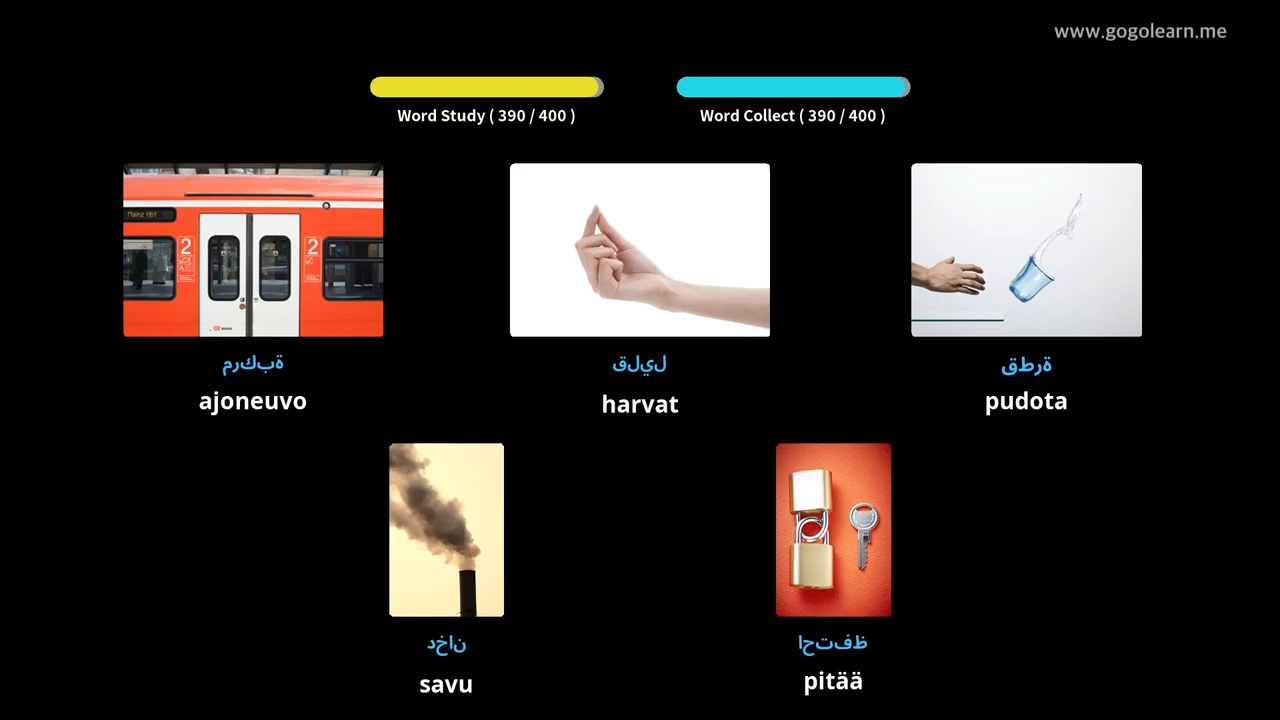 www.gogolearn.me
Word Study ( 390 / 400 )
Word Collect ( 390 / 400 )
مركبة
ajoneuvo
قليل
harvat
قطرة
pudota
دخان
savu
احتفظ
pitää